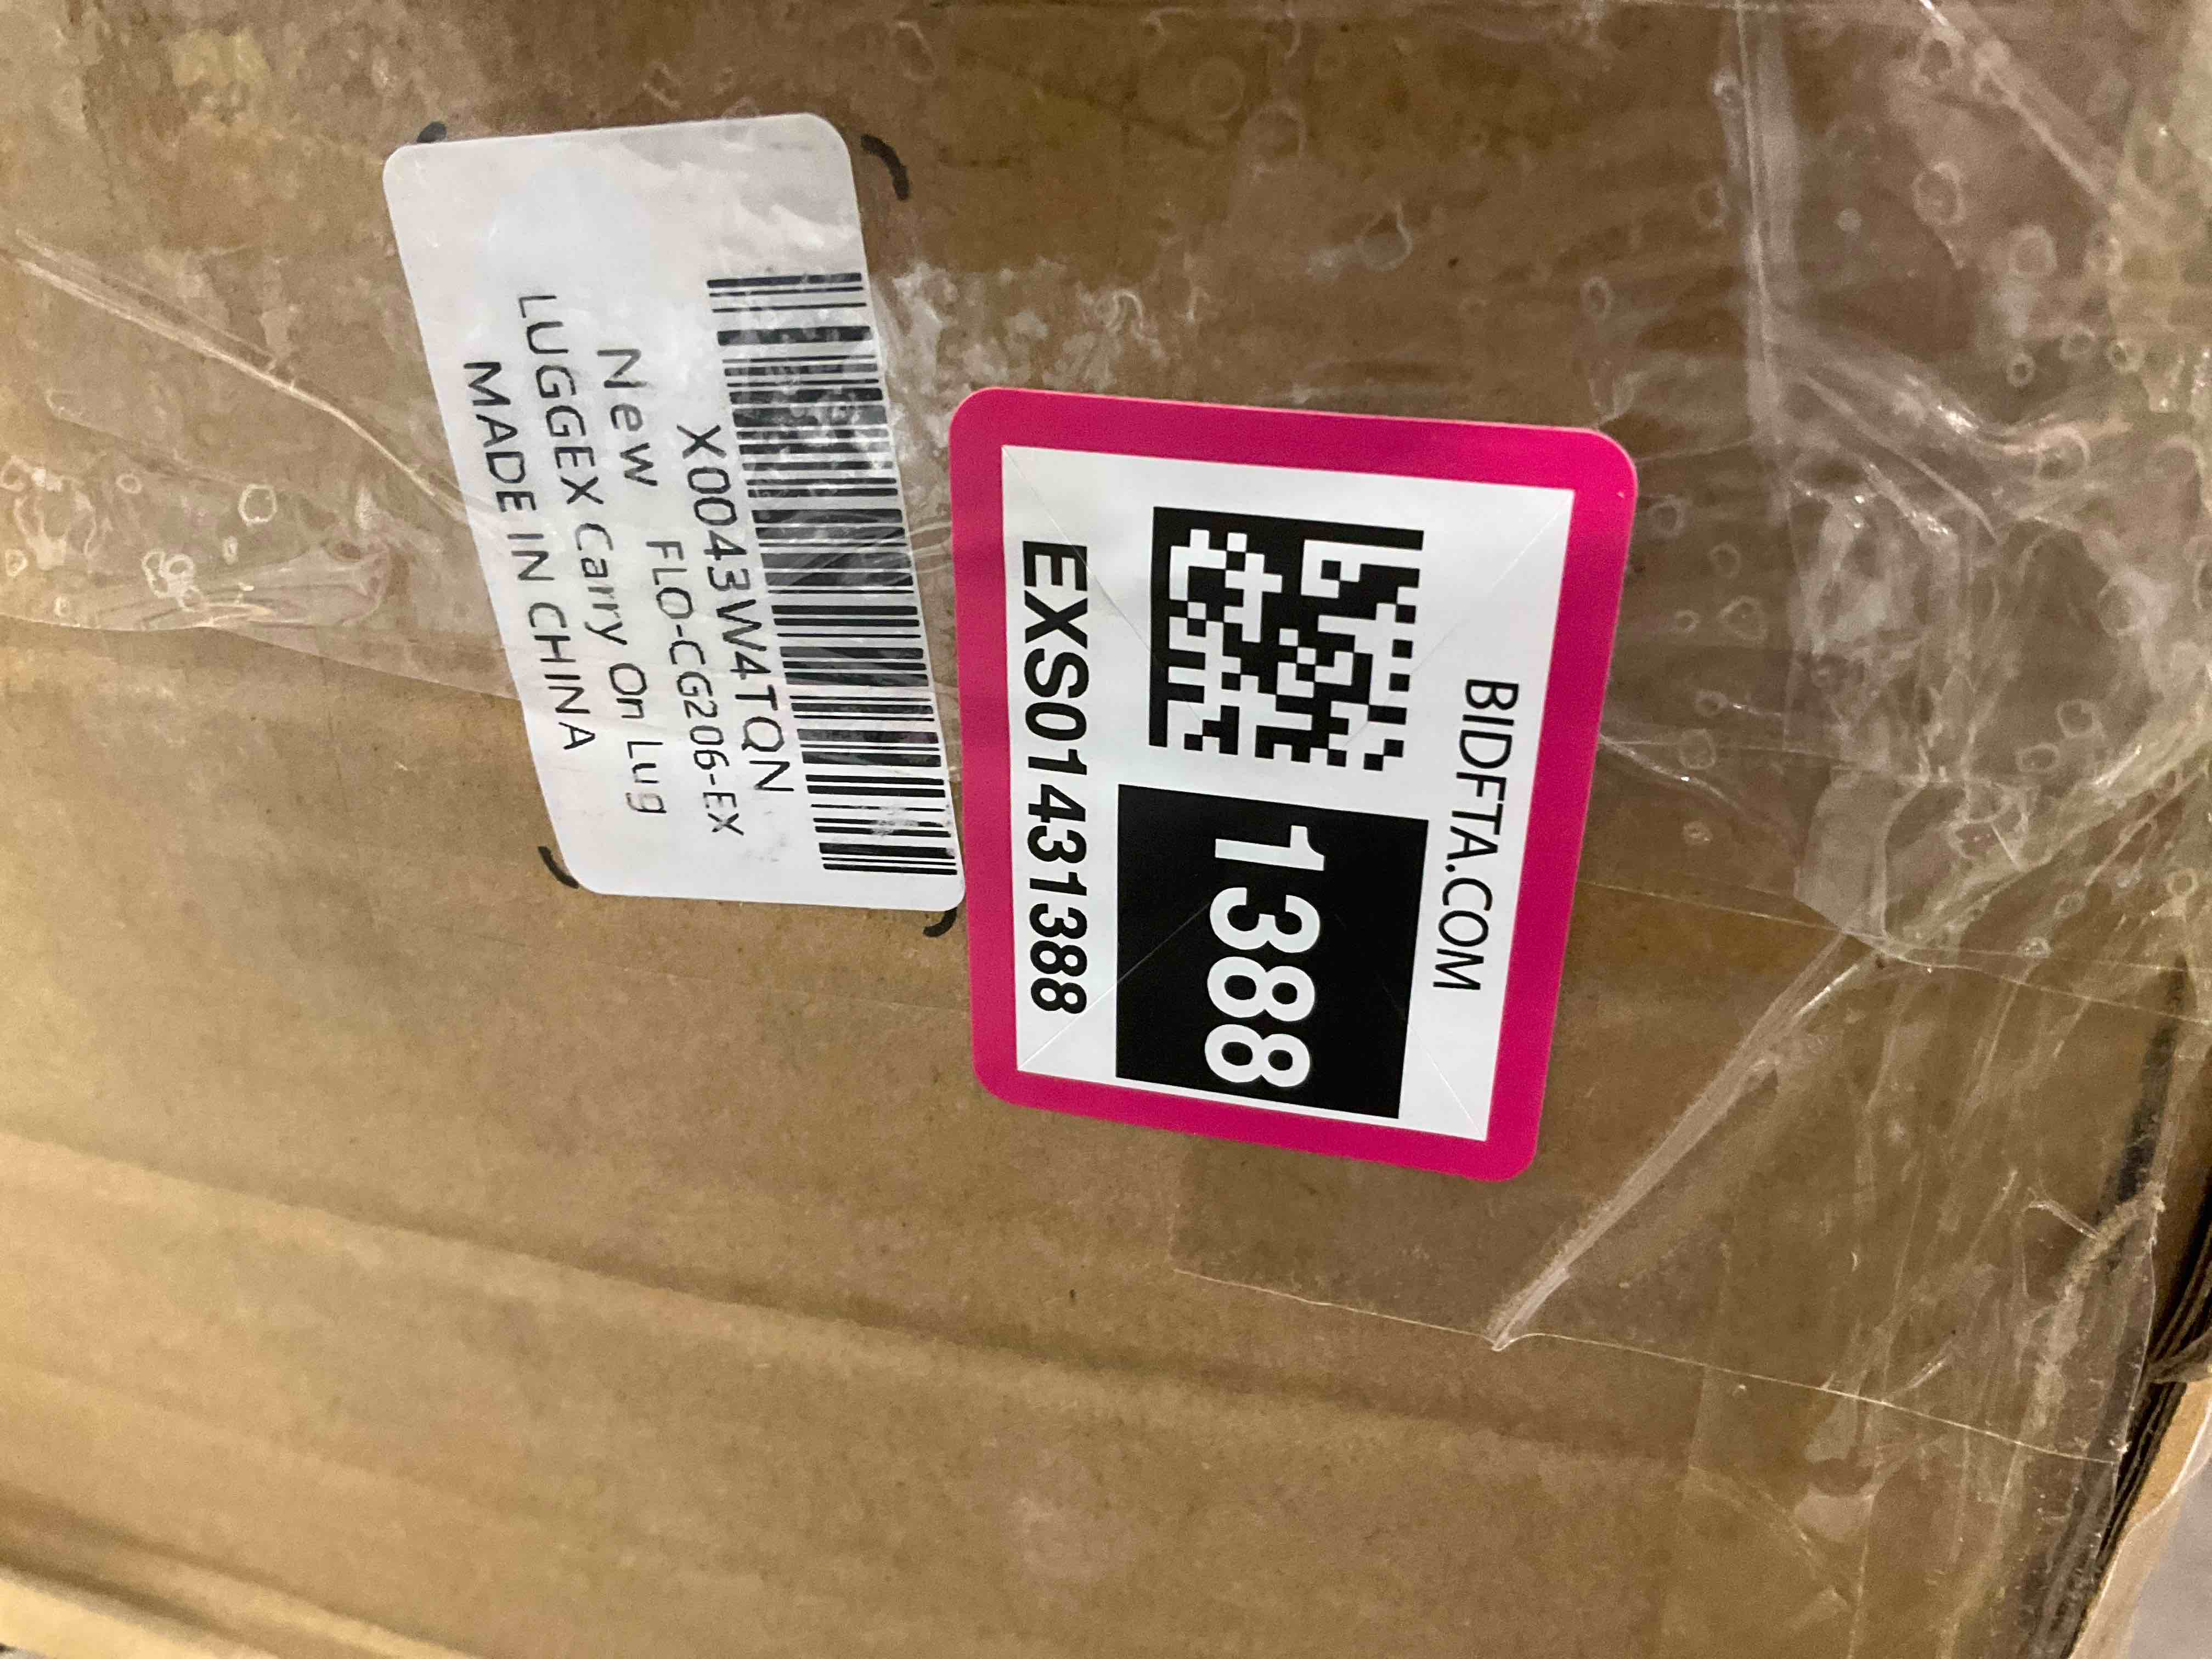 X0043W4TQN
New FLO-CG206-EX
LUGGEX Carry On Lug
MADE IN CHINA
BIDFTA.COM
1388
EXS01431388